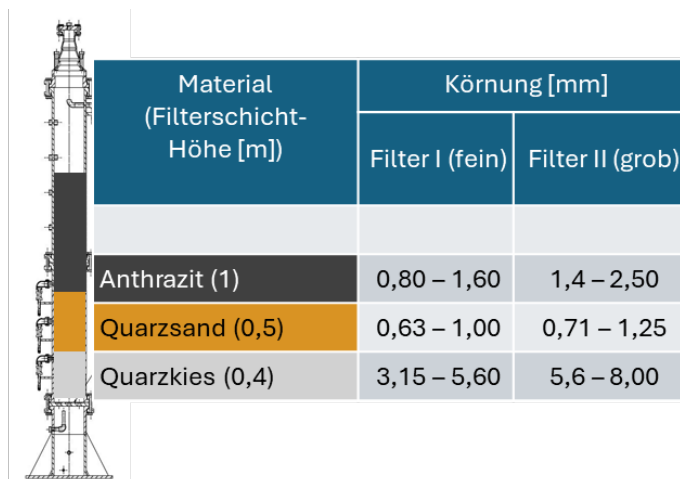 Material
(Filterschicht-
Höhe [m])
Körnung [mm]
Filter I (fein)
Filter II (grob)
Anthrazit (1)
0,80 – 1,60
1,4 – 2,50
Quarzsand (0,5)
0,63 – 1,00
0,71 – 1,25
Quarzkies (0,4)
3,15 – 5,60
5,6 – 8,00